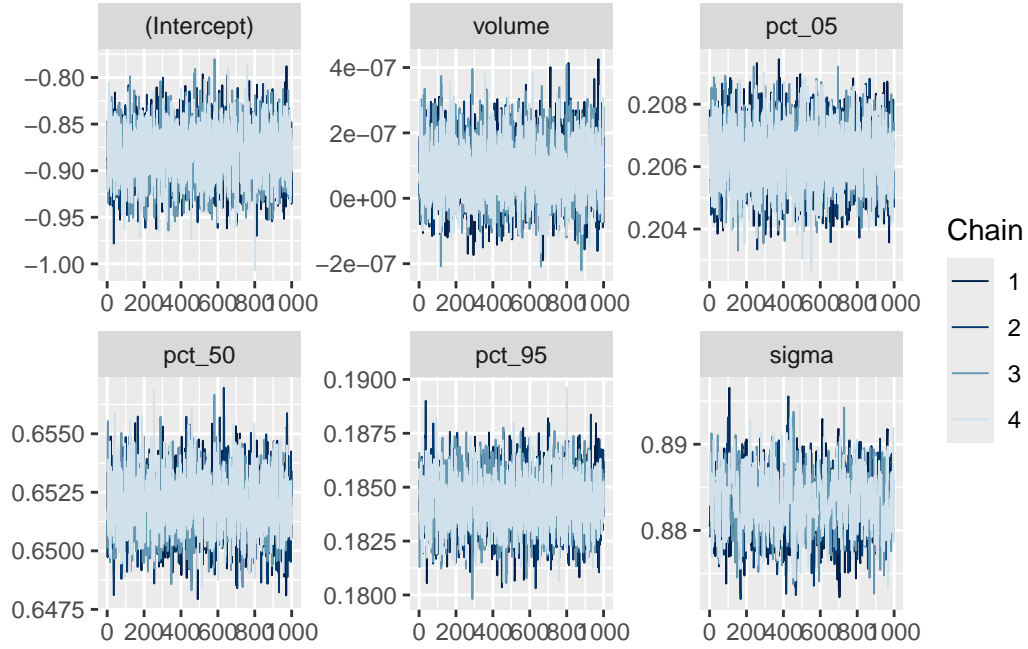 (Intercept)
volume
pct_05
−0.80
−0.85
−0.90
−0.95
−1.00
4e−07
2e−07
0e+00
−2e−07
0.208
0.206
0.204
0 200 400 600 800 1000
0 200 400 600 800 1000
0 200 400 600 800 1000
pct_50
pct_95
sigma
0.6550
0.6525
0.6500
0.6475
0.1900
0.1875
0.1850
0.1825
0.1800
0.89
0.88
0 200 400 600 800 1000
0 200 400 600 800 1000
0 200 400 600 800 1000
Chain
1
2
3
4